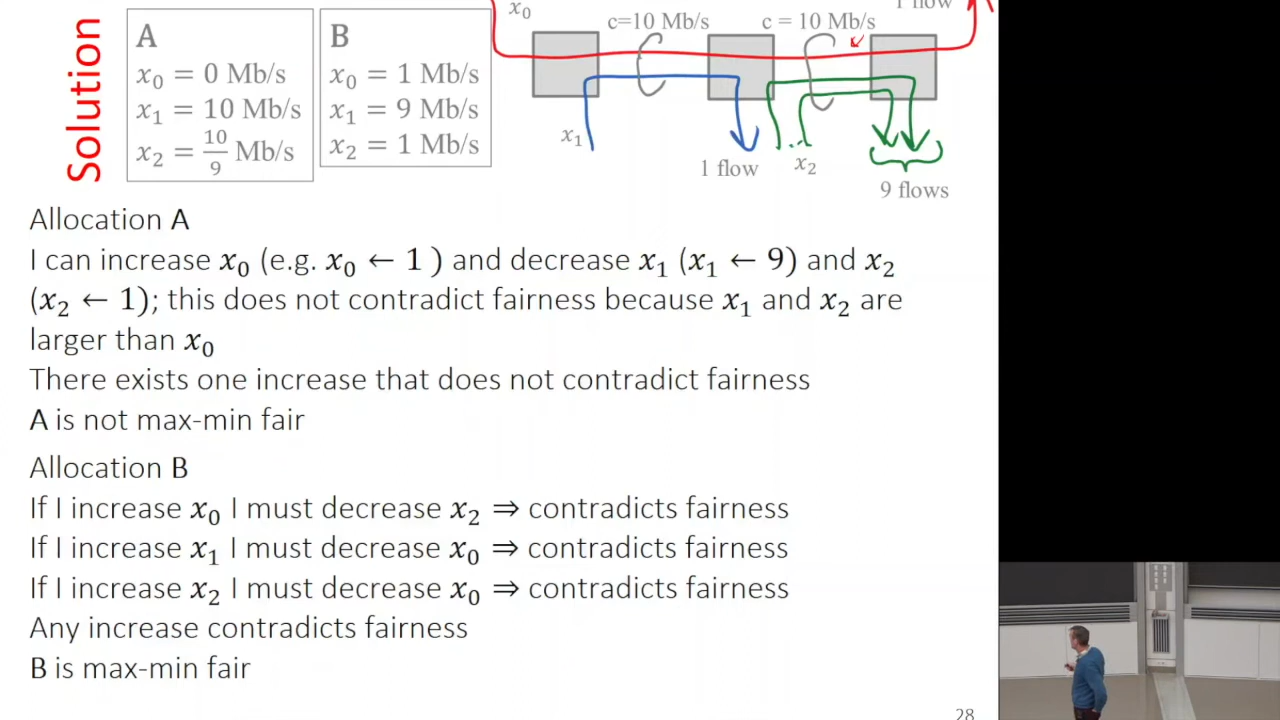 Solution
A
x₀ = 0 Mb/s
x₁ = 10 Mb/s
x₂ = 10/9 Mb/s
B
x₀ = 1 Mb/s
x₁ = 9 Mb/s
x₂ = 1 Mb/s
x₀
c=10 Mb/s
c = 10 Mb/s
1 flow
x₁
1 flow
x₂
9 flows
Allocation A
I can increase x₀ (e.g. x₀ ← 1 ) and decrease x₁ (x₁ ← 9) and x₂
(x₂ ← 1); this does not contradict fairness because x₁ and x₂ are
larger than x₀
There exists one increase that does not contradict fairness
A is not max-min fair
Allocation B
If I increase x₀ I must decrease x₂ ⇒ contradicts fairness
If I increase x₁ I must decrease x₀ ⇒ contradicts fairness
If I increase x₂ I must decrease x₀ ⇒ contradicts fairness
Any increase contradicts fairness
B is max-min fair
28